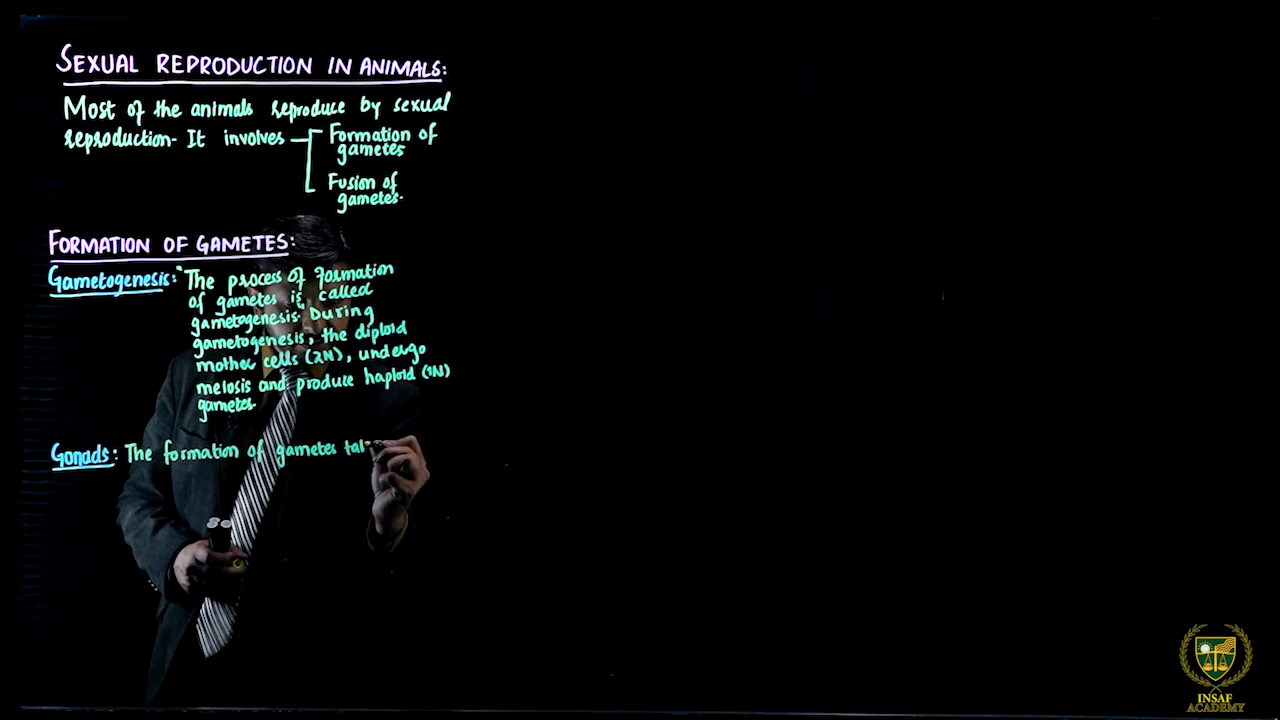 SEXUAL REPRODUCTION IN ANIMALS:
Most of the animals reproduce by sexual
reproduction. It involves
Formation of
gametes
Fusion of
gametes.
FORMATION OF GAMETES:
Gametogenesis: "The process of formation
of gametes is called
gametogenesis." During
gametogenesis, the diploid
mother cells (2N), undergo
meiosis and produce haploid (1N)
gametes.
Gonads: The formation of gametes tak
INSAF
ACADEMY